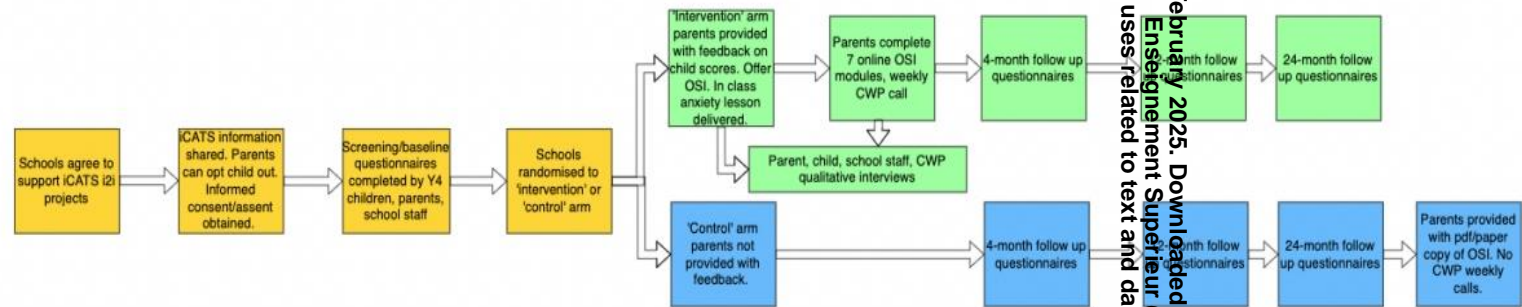 Schools agree to
support iCATS i2i
projects
iCATS information
shared. Parents
can opt child out.
Informed
consent/assent
obtained.
Screening/baseline
questionnaires
completed by Y4
children, parents,
school staff
Schools
randomised to
'intervention' or
'control' arm
'Intervention' arm
parents provided
with feedback on
child scores. Offer
OSI. In class
anxiety lesson
delivered.
Parents complete
7 online OSI
modules, weekly
CWP call
4-month follow up
questionnaires
follow
up questionnaires
24-month follow
up questionnaires
Parent, child, school staff, CWP
qualitative interviews
'Control' arm
parents not
provided with
feedback.
4-month follow up
questionnaires
follow
up questionnaires
24-month follow
up questionnaires
Parents provided
with pdf/paper
copy of OSI. No
CWP weekly
calls.
2025. Downloaded
Enseignement Superieur
uses related to text and